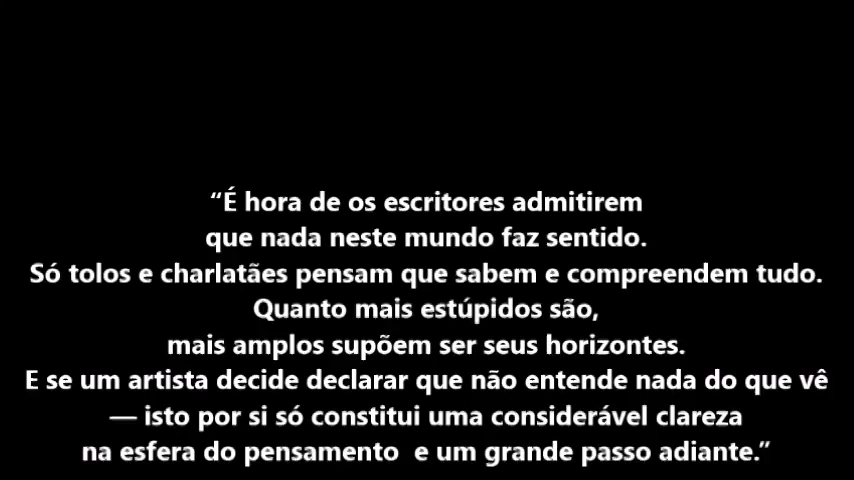 “É hora de os escritores admitirem
que nada neste mundo faz sentido.
Só tolos e charlatães pensam que sabem e compreendem tudo.
Quanto mais estúpidos são,
mais amplos supõem ser seus horizontes.
E se um artista decide declarar que não entende nada do que vê
— isto por si só constitui uma considerável clareza
na esfera do pensamento  e um grande passo adiante.”